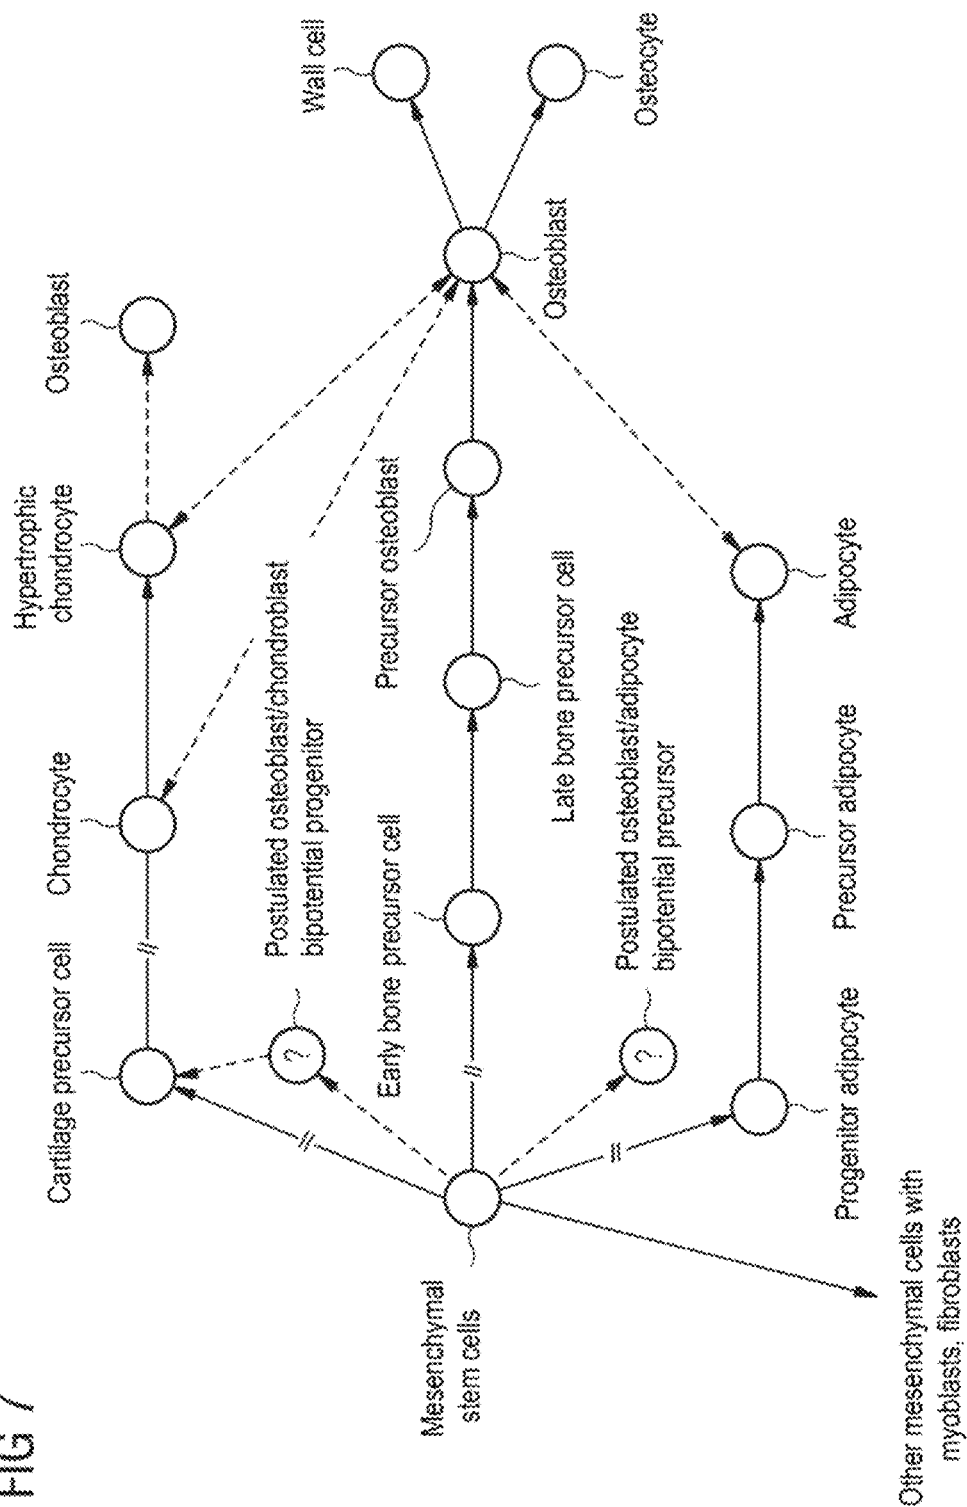 FIG 7
Cartilage precursor cell
Chondrocyte
Hypertrophic
chondrocyte
Osteoblast
Wall cell
Postulated osteoblast/chondroblast
bipotential progenitor
?
Early bone precursor cell
Precursor osteoblast
Mesenchymal
stem cells
Late bone precursor cell
Osteoblast
Osteocyte
?
Postulated osteoblast/adipocyte
bipotential precursor
Progenitor adipocyte
Precursor adipocyte
Adipocyte
Other mesenchymal cells with
myoblasts, fibroblasts